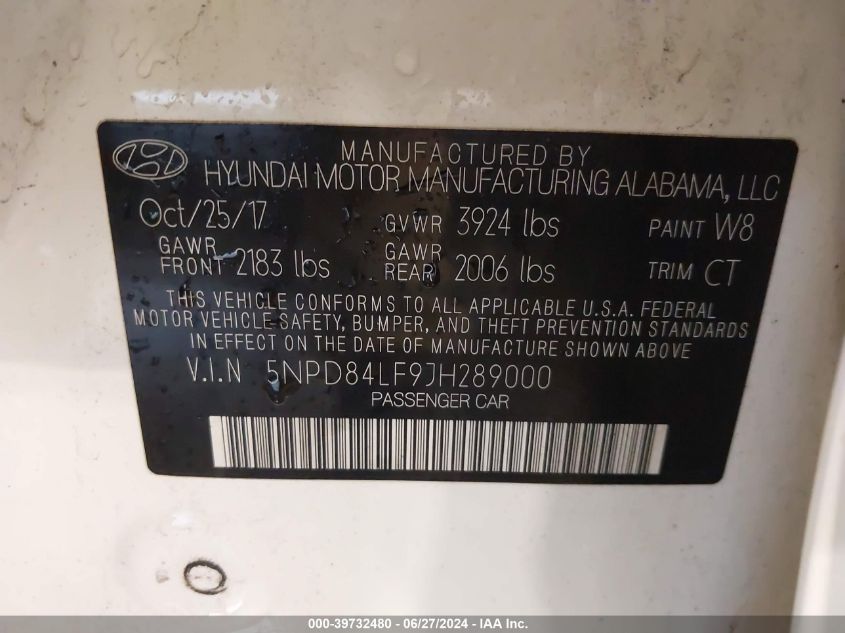 MANUFACTURED BY
HYUNDAI MOTOR MANUFACTURING ALABAMA, LLC
Oct/25/17 GVWR 3924 lbs PAINT W8
GAWR FRONT 2183 lbs GAWR REAR 2006 lbs TRIM CT
THIS VEHICLE CONFORMS TO ALL APPLICABLE U.S.A. FEDERAL
MOTOR VEHICLE SAFETY, BUMPER, AND THEFT PREVENTION STANDARDS
IN EFFECT ON THE DATE OF MANUFACTURE SHOWN ABOVE
V.I.N 5NPD84LF9JH289000
PASSENGER CAR
000-39732480 - 06/27/2024 - IAA Inc.